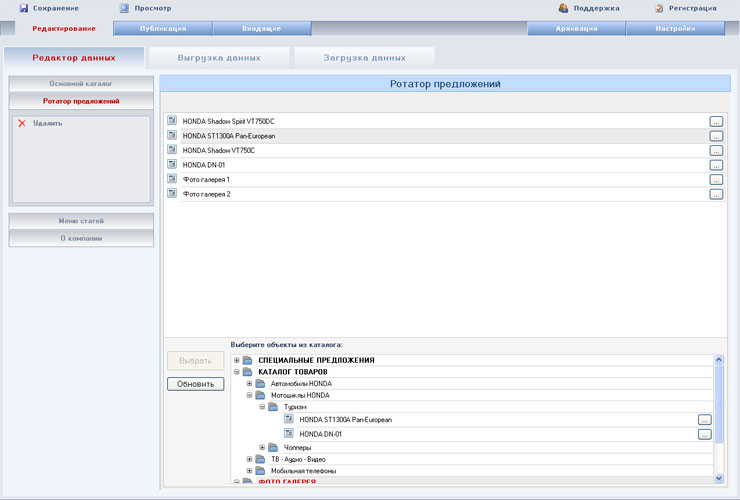 Сохранение Просмотр Поддержка Регистрация
Редактирование Публикация Входящие Архивация Настройки
Редактор данных Выгрузка данных Загрузка данных
Основной каталог
Ротатор предложений
Удалить
Меню статей
О компании
Ротатор предложений
HONDA Shadow Spirit VT750DC ...
HONDA ST1300A Pan-European ...
HONDA Shadow VT750C ...
HONDA DN-01 ...
Фото галерея 1 ...
Фото галерея 2 ...
Выберите объекты из каталога:
Выбрать
Обновить
СПЕЦИАЛЬНЫЕ ПРЕДЛОЖЕНИЯ
КАТАЛОГ ТОВАРОВ
Автомобили HONDA
Мотоциклы HONDA
Туризм
HONDA ST1300A Pan-European ...
HONDA DN-01 ...
Чопперы
ТВ - Аудио - Видео
Мобильная телефоны
ФОТО ГАЛЕРЕЯ